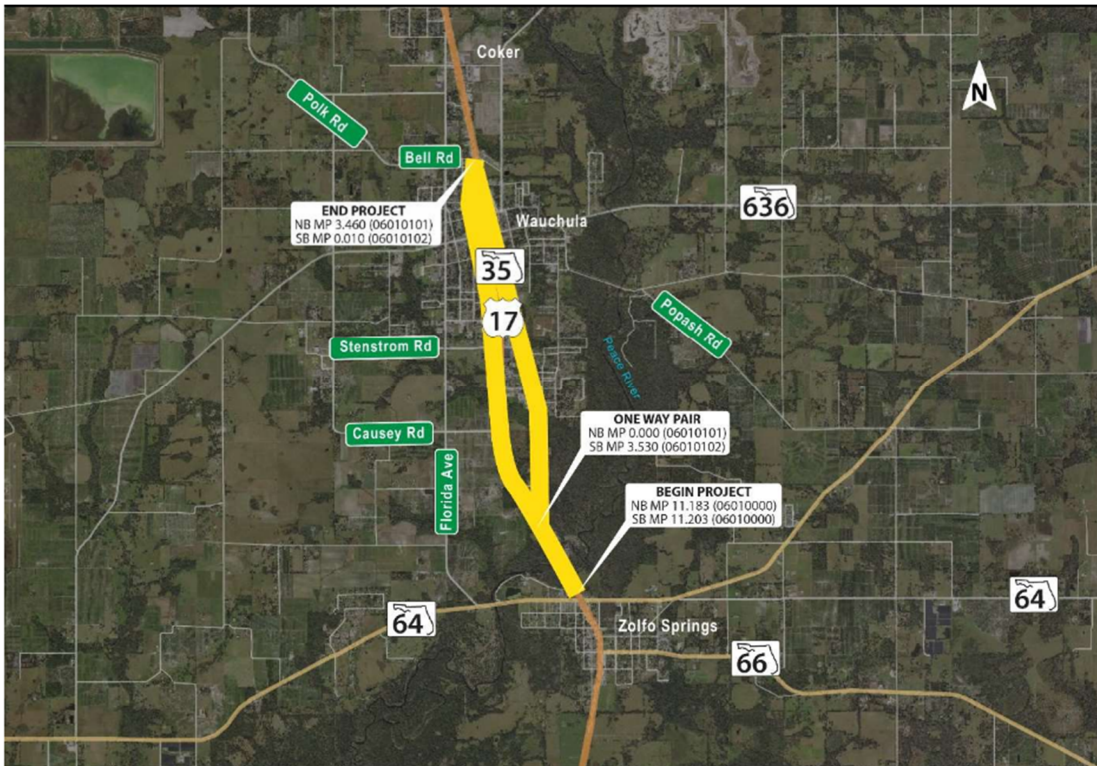 Coker
N
Polk Rd
Bell Rd
END PROJECT
NB MP 3.460 (06010101)
SB MP 0.010 (06010102)
Wauchula
636
35
17
Popash Rd
Stenstrom Rd
Peace River
Causey Rd
ONE WAY PAIR
NB MP 0.000 (06010101)
SB MP 3.530 (06010102)
Florida Ave
BEGIN PROJECT
NB MP 11.183 (06010000)
SB MP 11.203 (06010000)
64
64
Zolfo Springs
66